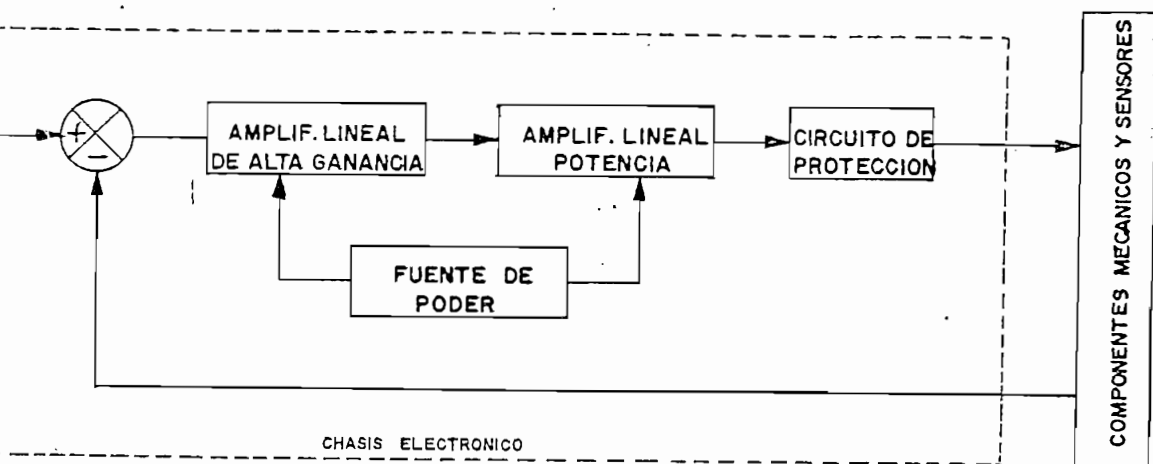 +
-
AMPLIF. LINEAL
DE ALTA GANANCIA
AMPLIF. LINEAL
POTENCIA
CIRCUITO DE
PROTECCION
FUENTE DE
PODER
COMPONENTES MECANICOS Y SENSORES
CHASIS ELECTRONICO